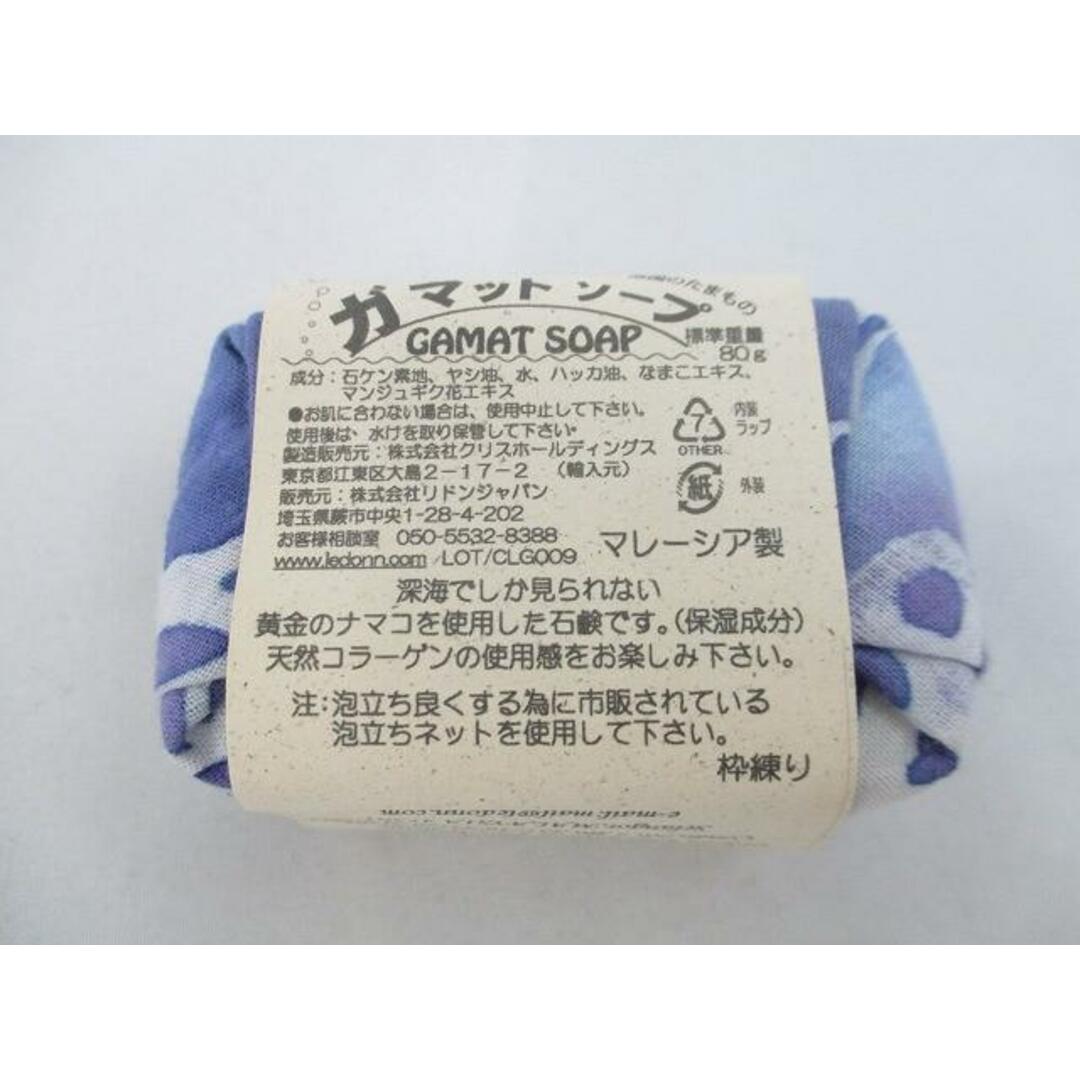 のたまもの
ガマットソープ
GAMAT SOAP
標準重量
80g
成分：石ケン素地、ヤシ油、水、ハッカ油、なまこエキス、
マンジュギク花エキス
●お肌に合わない場合は、使用中止して下さい。
使用後は、水けを取り保管して下さい。
製造販売元：株式会社クリスホールディングス
東京都江東区大島2－17－2　（輸入元）
販売元：株式会社リドンジャパン
埼玉県蕨市中央1-28-4-202
お客様相談室　050-5532-8388
www.ledonn.com /LOT/CLG009
7
OTHER
内装
ラップ
紙
外装
マレーシア製
深海でしか見られない
黄金のナマコを使用した石鹸です。（保湿成分）
天然コラーゲンの使用感をお楽しみ下さい。
注：泡立ち良くする為に市販されている
泡立ちネットを使用して下さい。
枠練り